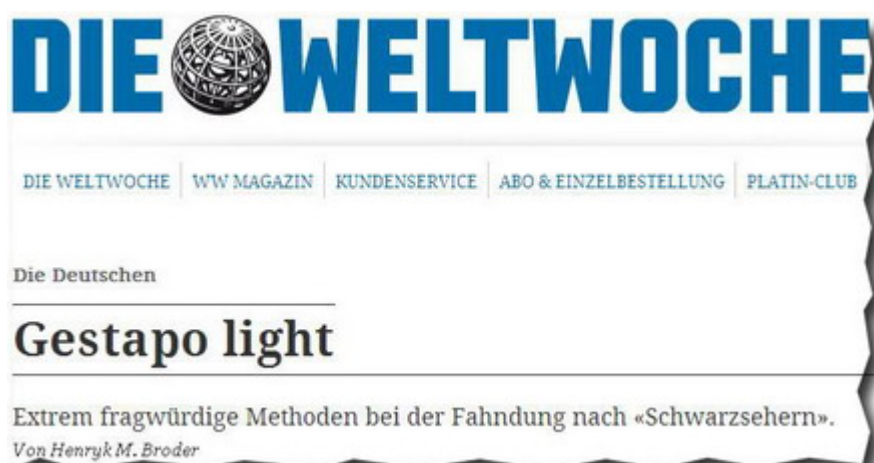 DIE WELTWOCHE
DIE WELTWOCHE WW MAGAZIN KUNDENSERVICE ABO & EINZELBESTELLUNG PLATIN-CLUB
Die Deutschen
Gestapo light
Extrem fragwürdige Methoden bei der Fahndung nach «Schwarzsehern».
Von Henryk M. Broder